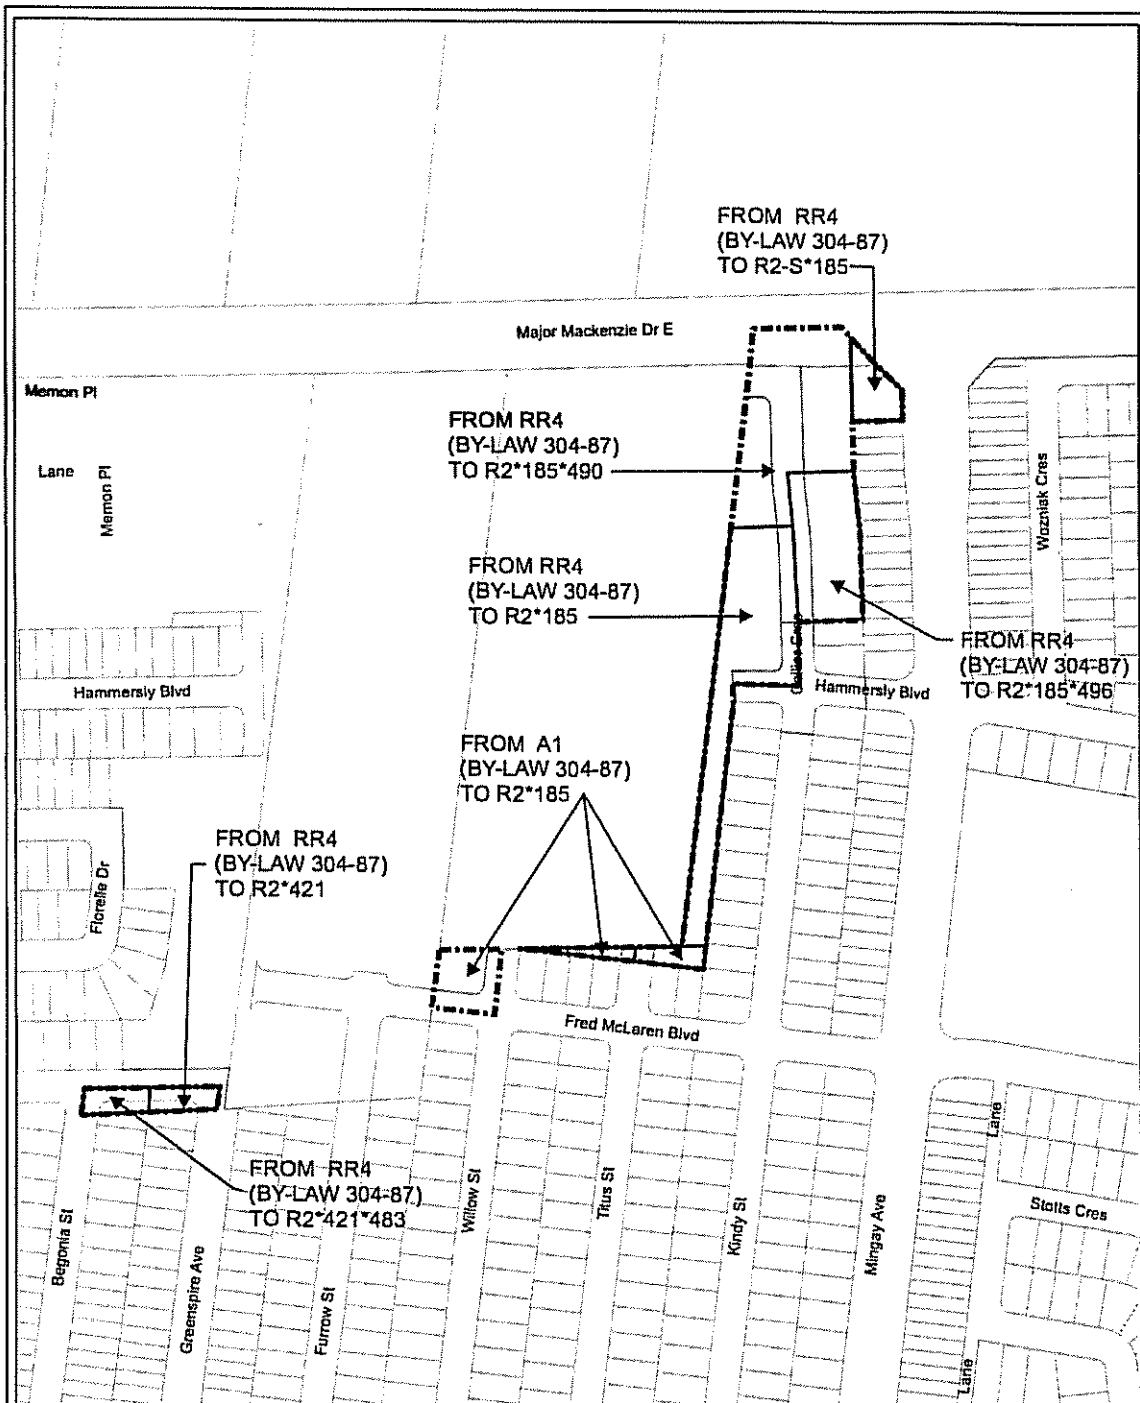 FROM RR4
(BY-LAW 304-87)
TO R2-S*185
Major Mackenzie Dr E
Memon Pl
Lane
Memon Pl
FROM RR4
(BY-LAW 304-87)
TO R2*185*490
Wozniak Cres
FROM RR4
(BY-LAW 304-87)
TO R2*185
FROM RR4
(BY-LAW 304-87)
TO R2*185*496
Hammersly Blvd
Hammersly Blvd
FROM A1
(BY-LAW 304-87)
TO R2*185
FROM RR4
(BY-LAW 304-87)
TO R2*421
Florelle Dr
Fred McLaren Blvd
FROM RR4
(BY-LAW 304-87)
TO R2*421*483
Begonia St
Greenspire Ave
Furrow St
Willow St
Titus St
Kindy St
Mingay Ave
Lane
Stotts Cres
Lane